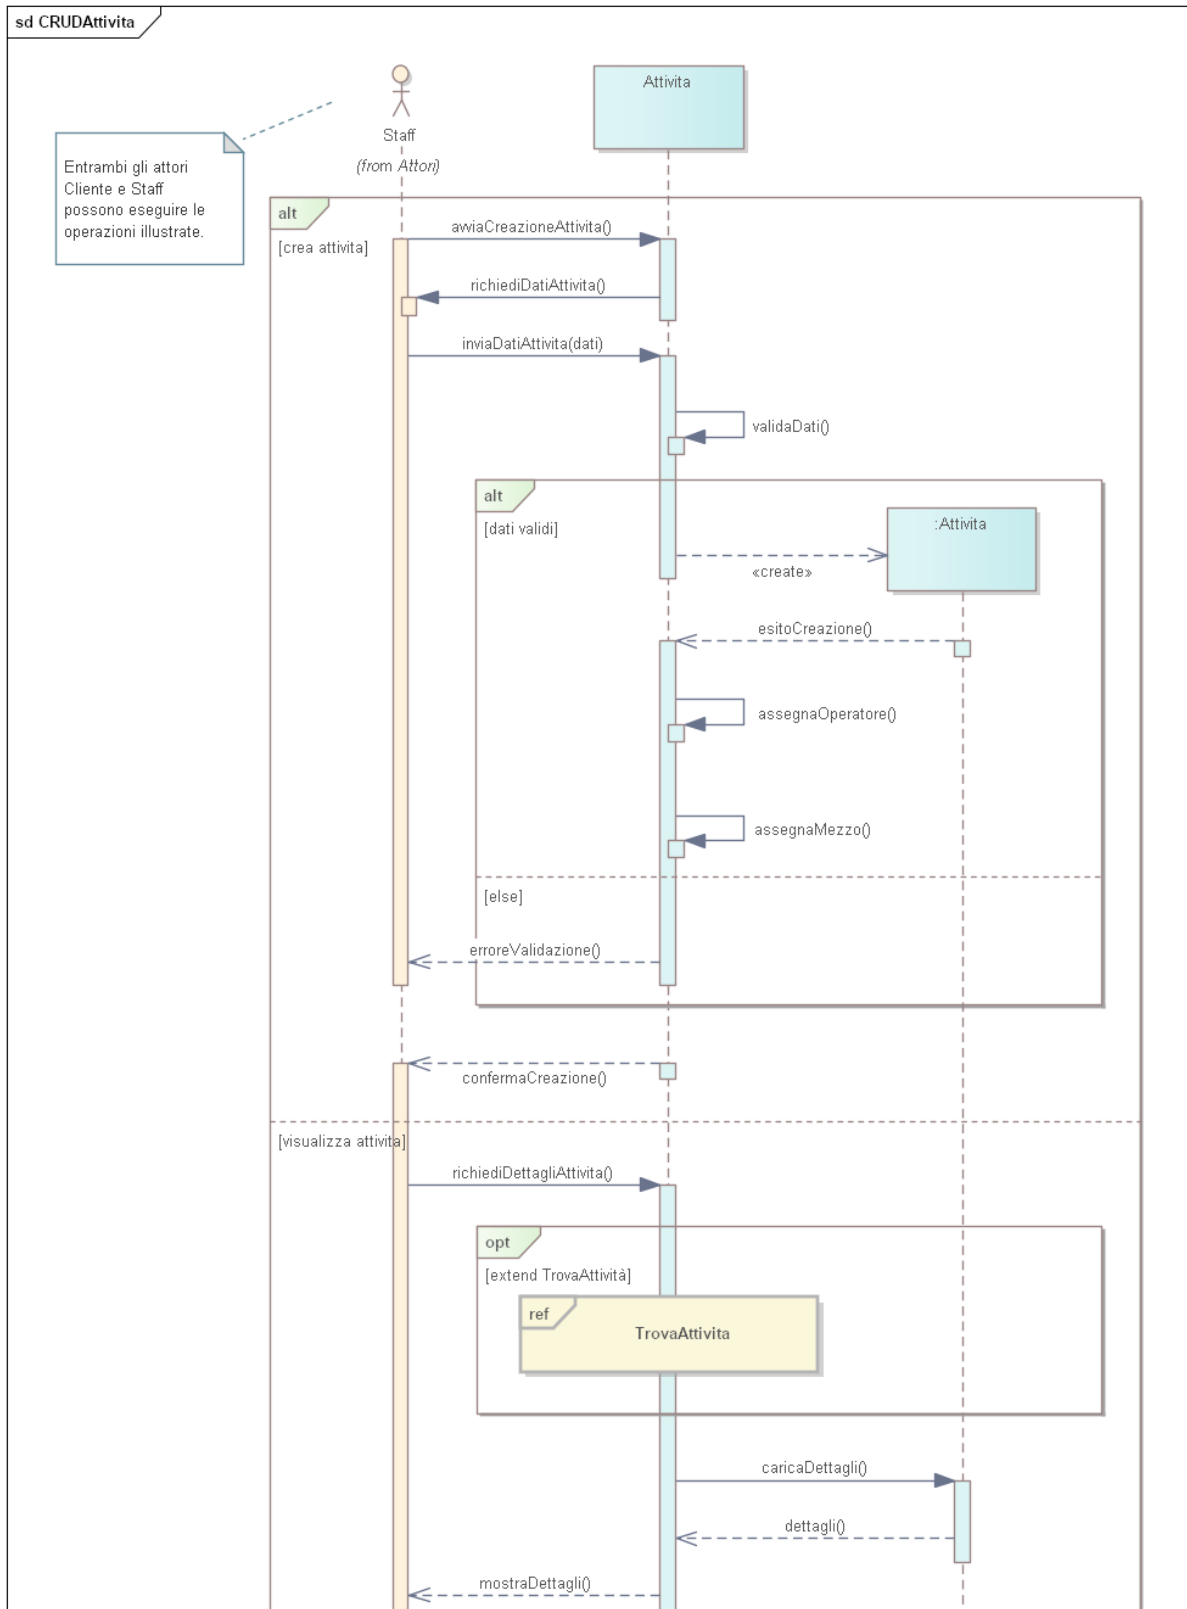 sd CRUDAttivita
Attivita
Staff
(from Attori)
Entrambi gli attori
Cliente e Staff
possono eseguire le
operazioni illustrate.
alt
[crea attivita]
avviaCreazioneAttivita()
richiediDatiAttivita()
inviaDatiAttivita(dati)
validaDati()
alt
[dati validi]
:Attivita
«create»
esitoCreazione()
assegnaOperatore()
assegnaMezzo()
[else]
erroreValidazione()
confermaCreazione()
[visualizza attivita]
richiediDettagliAttivita()
opt
[extend TrovaAttività]
ref
TrovaAttivita
caricaDettagli()
dettagli()
mostraDettagli()